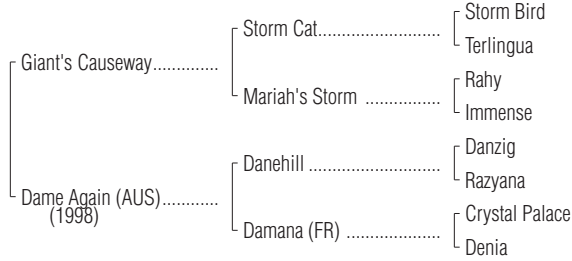 Storm Bird
Storm Cat........................
Terlingua
Giant's Causeway.............
Rahy
Mariah's Storm ...............
Immense
Danzig
Danehill ..........................
Razyana
Dame Again (AUS)...........
(1998)
Crystal Palace
Damana (FR) ...................
Denia